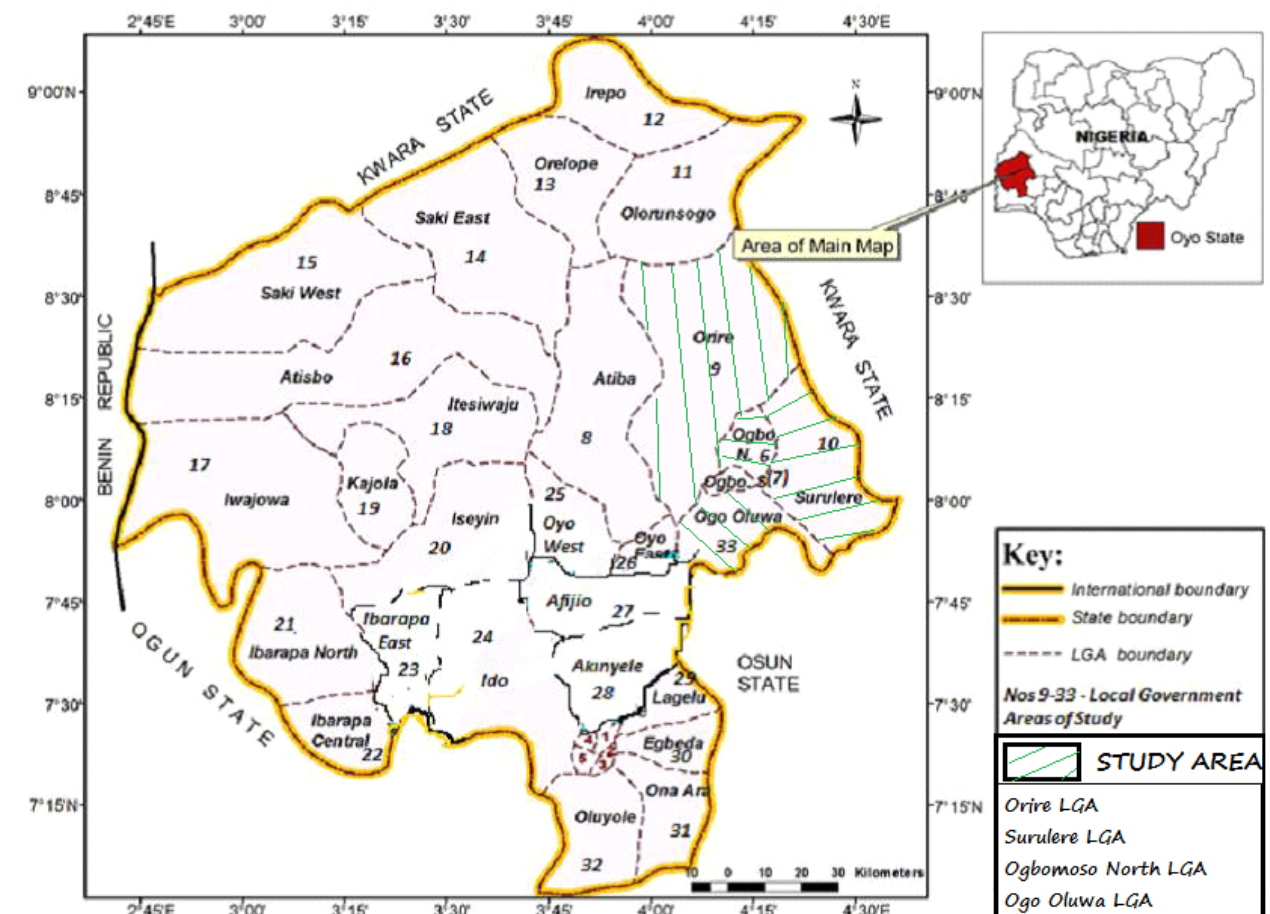 2°45'E 3°00' 3°15' 3°30' 3°45' 4°00' 4°15' 4°30'E
9°00'N
8°45'
8°30'
8°15'
8°00'
7°45'
7°30'
7°15'N
9°00'N
8°30'
8°15'
8°00'
7°45'
7°30'
7°15'N
2°45'E 3°00' 3°15' 3°30' 3°45' 4°00' 4°15' 4°30'E
KWARA STATE
KWARA STATE
BENIN REPUBLIC
OGUN STATE
OSUN
STATE
N
Irepo
12
Orelope
13
11
Olorunsogo
Saki East
14
15
Saki West
16
Atisbo
Itesiwaju
18
17
Iwajowa
Kajola
19
Iseyin
20
Atiba
8
Orire
9
Ogbo
N. 6
Ogbo. S(7)
10
Surulere
Ogo Oluwa
33
25
Oyo
West
Oyo
East
26
Afijio
27
21
Ibarapa North
Ibarapa
East
23
24
Ido
Akinyele
28
29
Lagelu
Ibarapa
Central
22
4 1
5 2
3
Egbeda
30
Ona Ara
31
Oluyole
32
10 0 10 20 30 Kilometers
NIGERIA
Oyo State
Area of Main Map
Key:
International boundary
State boundary
LGA boundary
Nos 9-33 - Local Government
Areas of Study
STUDY AREA
Orire LGA
Surulere LGA
Ogbomoso North LGA
Ogo Oluwa LGA